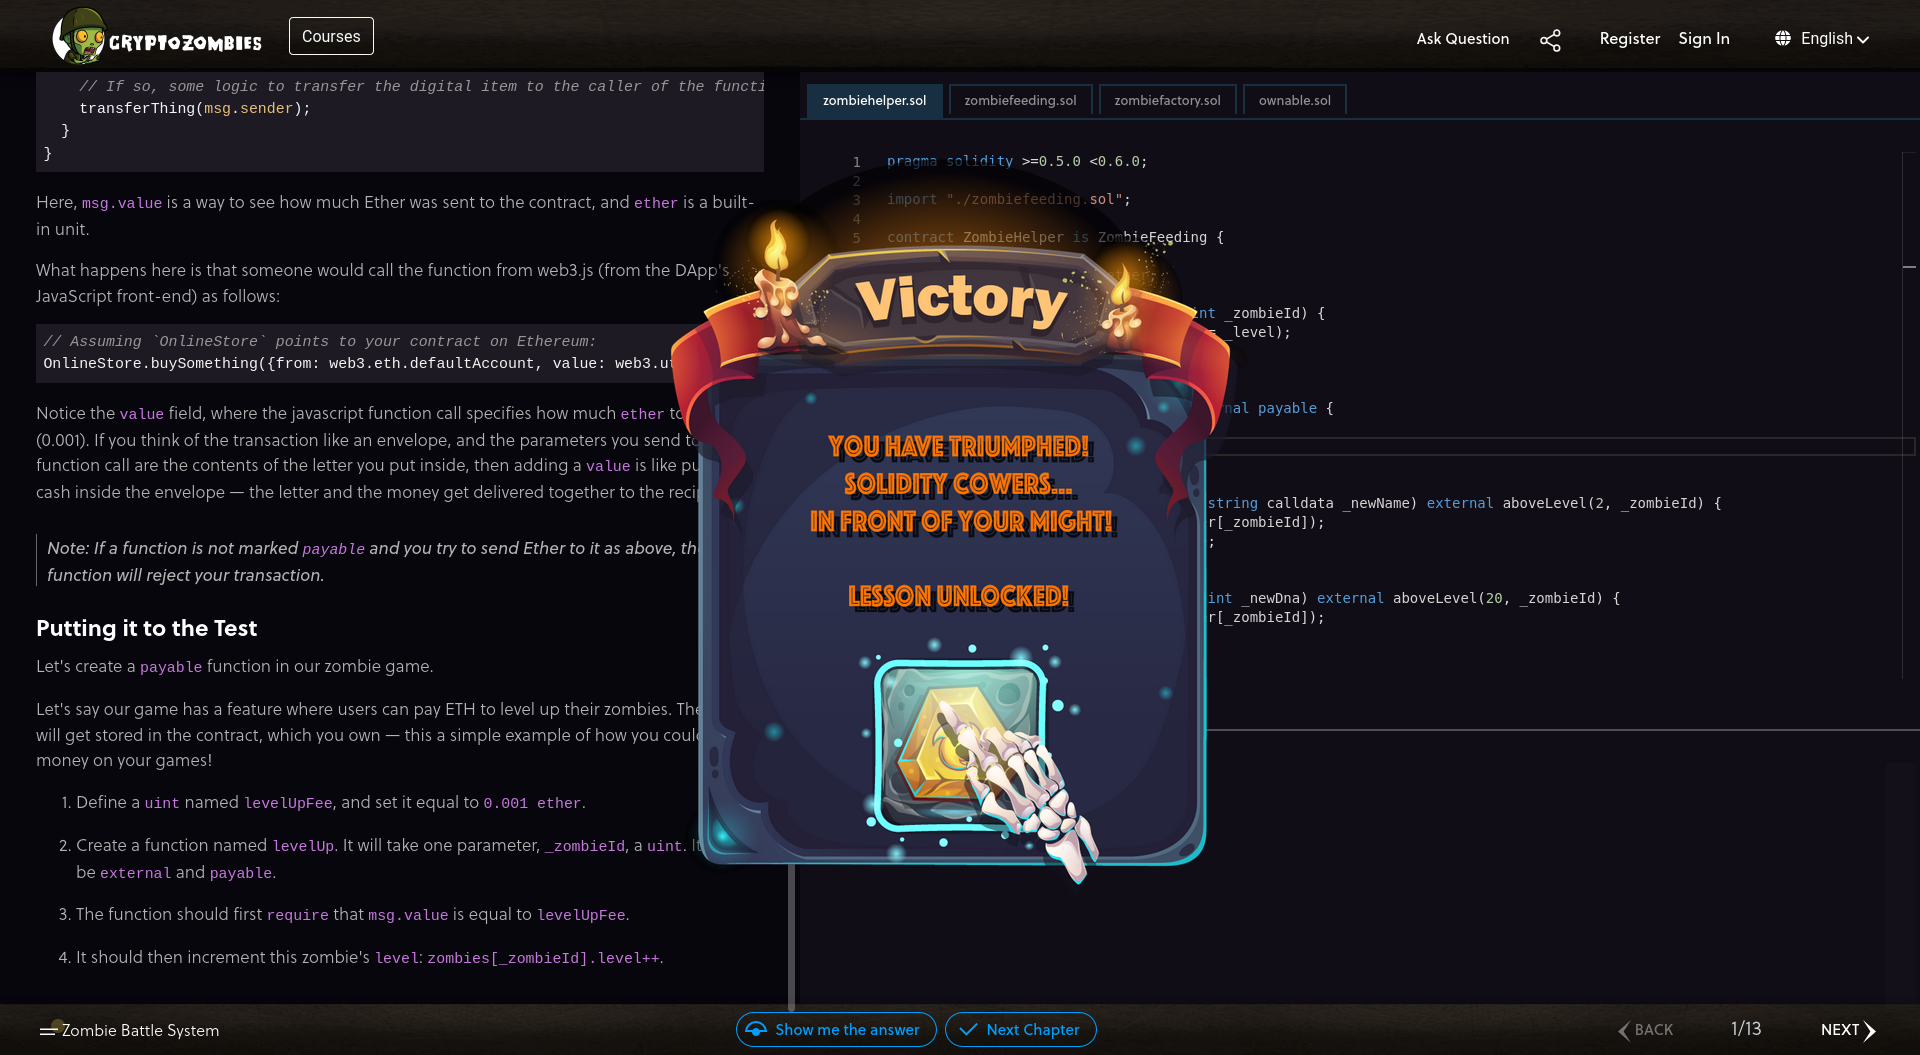 CRYPTOZOMBIES
Courses
Ask Question
Register
Sign In
English
// If so, some logic to transfer the digital item to the caller of the functi
transferThing(msg.sender);
}
}
Here, msg.value is a way to see how much Ether was sent to the contract, and ether is a built-
in unit.
What happens here is that someone would call the function from web3.js (from the DApp's
JavaScript front-end) as follows:
// Assuming `OnlineStore` points to your contract on Ethereum:
OnlineStore.buySomething({from: web3.eth.defaultAccount, value: web3.ut
Notice the value field, where the javascript function call specifies how much ether to
(0.001). If you think of the transaction like an envelope, and the parameters you send to
function call are the contents of the letter you put inside, then adding a value is like pu
cash inside the envelope — the letter and the money get delivered together to the reci
Note: If a function is not marked payable and you try to send Ether to it as above, the
function will reject your transaction.
Putting it to the Test
Let's create a payable function in our zombie game.
Let's say our game has a feature where users can pay ETH to level up their zombies. The
will get stored in the contract, which you own — this a simple example of how you coul
money on your games!
1. Define a uint named levelUpFee, and set it equal to 0.001 ether.
2. Create a function named levelUp. It will take one parameter, _zombieId, a uint. It
be external and payable.
3. The function should first require that msg.value is equal to levelUpFee.
4. It should then increment this zombie's level: zombies[_zombieId].level++.
zombiehelper.sol
zombiefeeding.sol
zombiefactory.sol
ownable.sol
1 pragma solidity >=0.5.0 <0.6.0;
2
3 import "./zombiefeeding.sol";
4
5 contract ZombieHelper is ZombieFeeding {
int _zombieId) {
= _level);
nal payable {
string calldata _newName) external aboveLevel(2, _zombieId) {
r[_zombieId]);
;
int _newDna) external aboveLevel(20, _zombieId) {
r[_zombieId]);
Victory
YOU HAVE TRIUMPHED!
SOLIDITY COWERS...
IN FRONT OF YOUR MIGHT!
LESSON UNLOCKED!
Zombie Battle System
Show me the answer
Next Chapter
BACK
1/13
NEXT